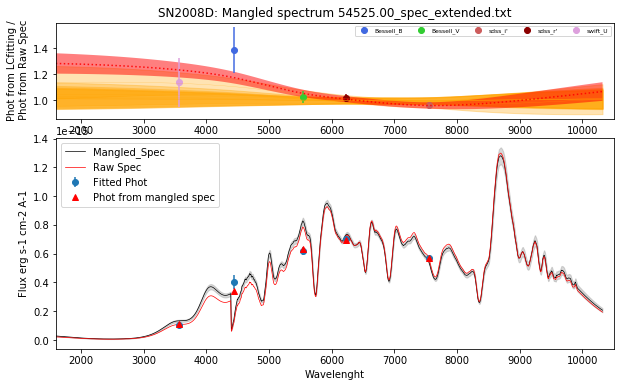 SN2008D: Mangled spectrum 54525.00_spec_extended.txt
Phot from LCfitting /
Phot from Raw Spec
1.4
1.2
1.0
Bessell_B
Bessell_V
sdss_i'
sdss_r'
swift_U
2000 3000 4000 5000 6000 7000 8000 9000 10000
Flux erg s-1 cm-2 A-1
1.4
1.2
1.0
0.8
0.6
0.4
0.2
0.0
Mangled_Spec
Raw Spec
Fitted Phot
Phot from mangled spec
2000 3000 4000 5000 6000 7000 8000 9000 10000
Wavelenght